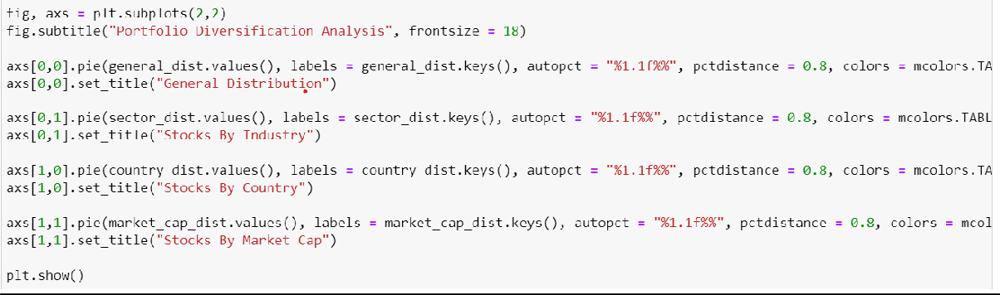 fig, axs = plt.subplots(2,2)
fig.subtitle("Portfolio Diversification Analysis", frontsize = 18)
axs[0,0].pie(general_dist.values(), labels = general_dist.keys(), autopct = "%1.1f%%", pctdistance = 0.8, colors = mcolors.TA
axs[0,0].set_title("General Distribution")
axs[0,1].pie(sector_dist.values(), labels = sector_dist.keys(), autopct = "%1.1f%%", pctdistance = 0.8, colors = mcolors.TABL
axs[0,1].set_title("Stocks By Industry")
axs[1,0].pie(country_dist.values(), labels = country_dist.keys(), autopct = "%1.1f%%", pctdistance = 0.8, colors = mcolors.TA
axs[1,0].set_title("Stocks By Country")
axs[1,1].pie(market_cap_dist.values(), labels = market_cap_dist.keys(), autopct = "%1.1f%%", pctdistance = 0.8, colors = mcol
axs[1,1].set_title("Stocks By Market Cap")
plt.show()